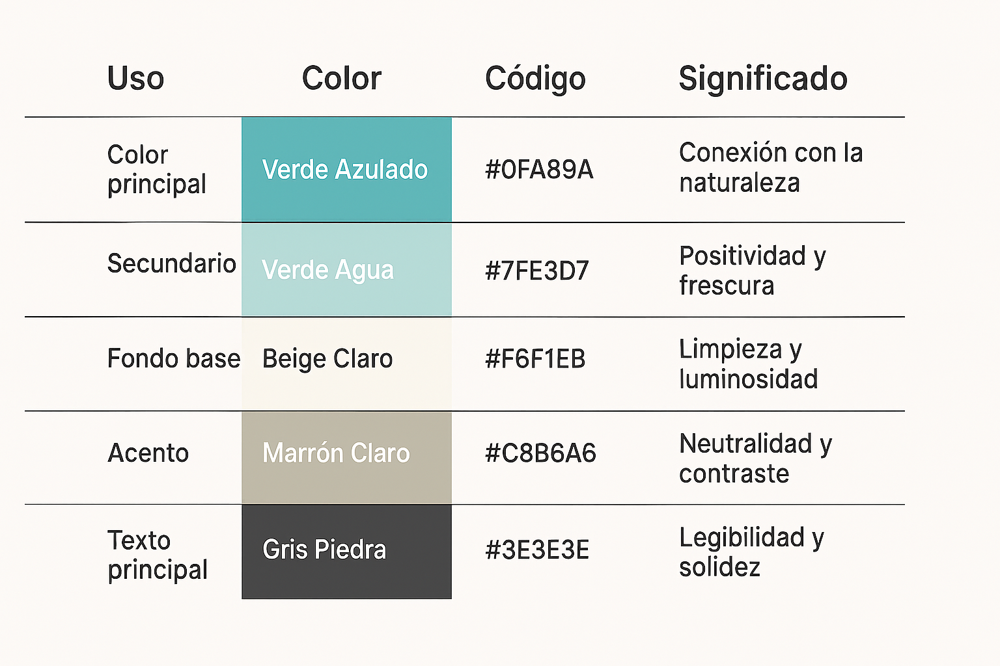 Uso Color Código Significado
Color
principal
Verde Azulado
#0FA89A
Conexión con la
naturaleza
Secundario
Verde Agua
#7FE3D7
Positividad y
frescura
Fondo base
Beige Claro
#F6F1EB
Limpieza y
luminosidad
Acento
Marrón Claro
#C8B6A6
Neutralidad y
contraste
Texto
principal
Gris Piedra
#3E3E3E
Legibilidad y
solidez